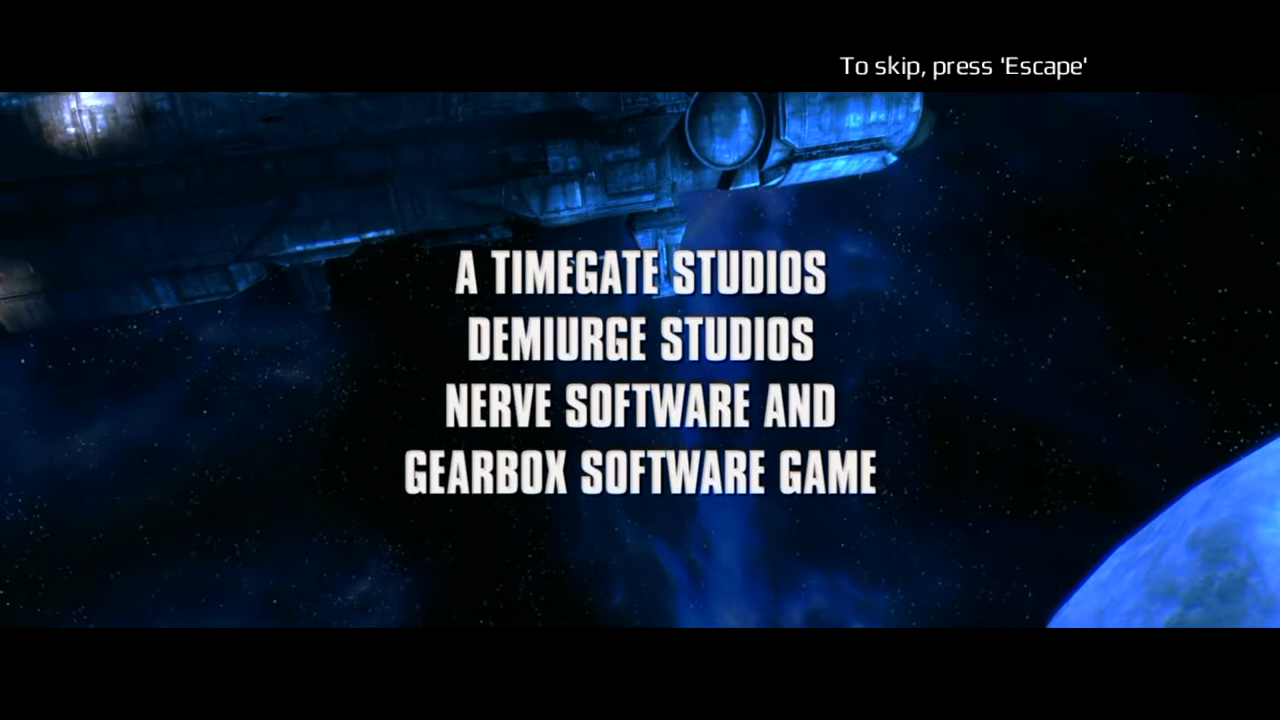 To skip, press 'Escape'
A TIMEGATE STUDIOS
DEMIURGE STUDIOS
NERVE SOFTWARE AND
GEARBOX SOFTWARE GAME